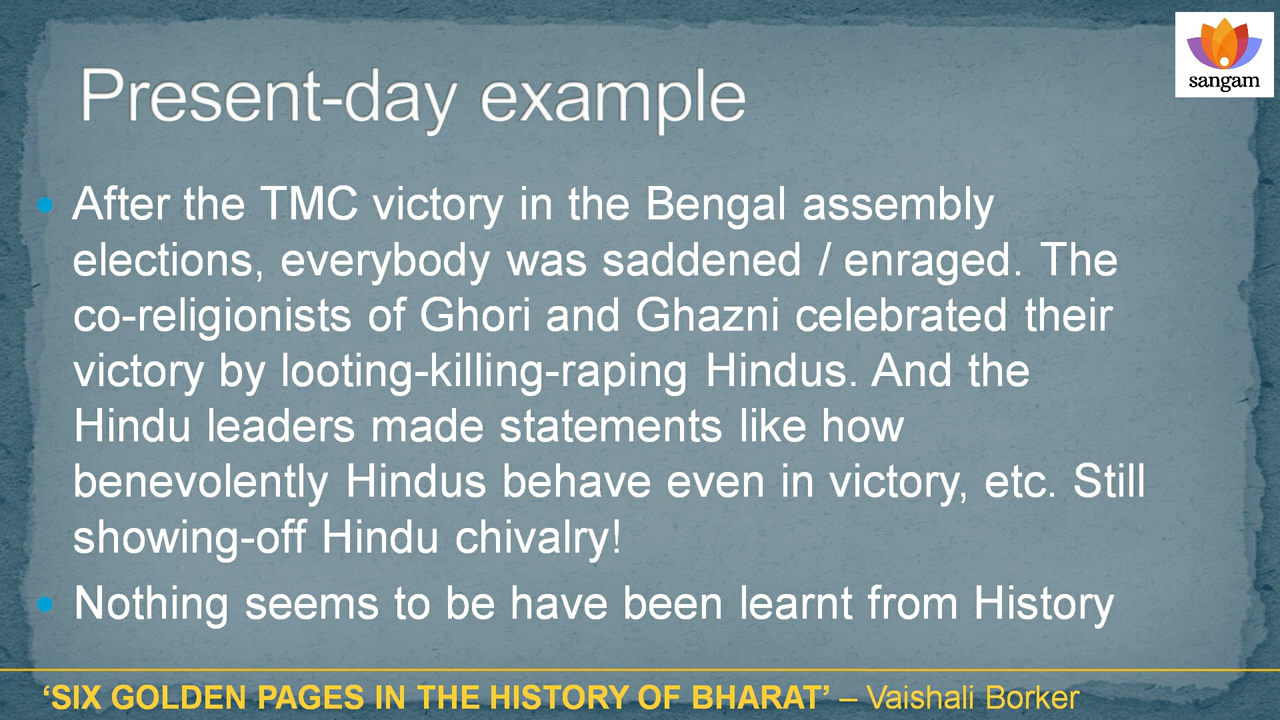 sangam
Present-day example
After the TMC victory in the Bengal assembly
elections, everybody was saddened / enraged. The
co-religionists of Ghori and Ghazni celebrated their
victory by looting-killing-raping Hindus. And the
Hindu leaders made statements like how
benevolently Hindus behave even in victory, etc. Still
showing-off Hindu chivalry!
Nothing seems to be have been learnt from History
‘SIX GOLDEN PAGES IN THE HISTORY OF BHARAT’ – Vaishali Borker